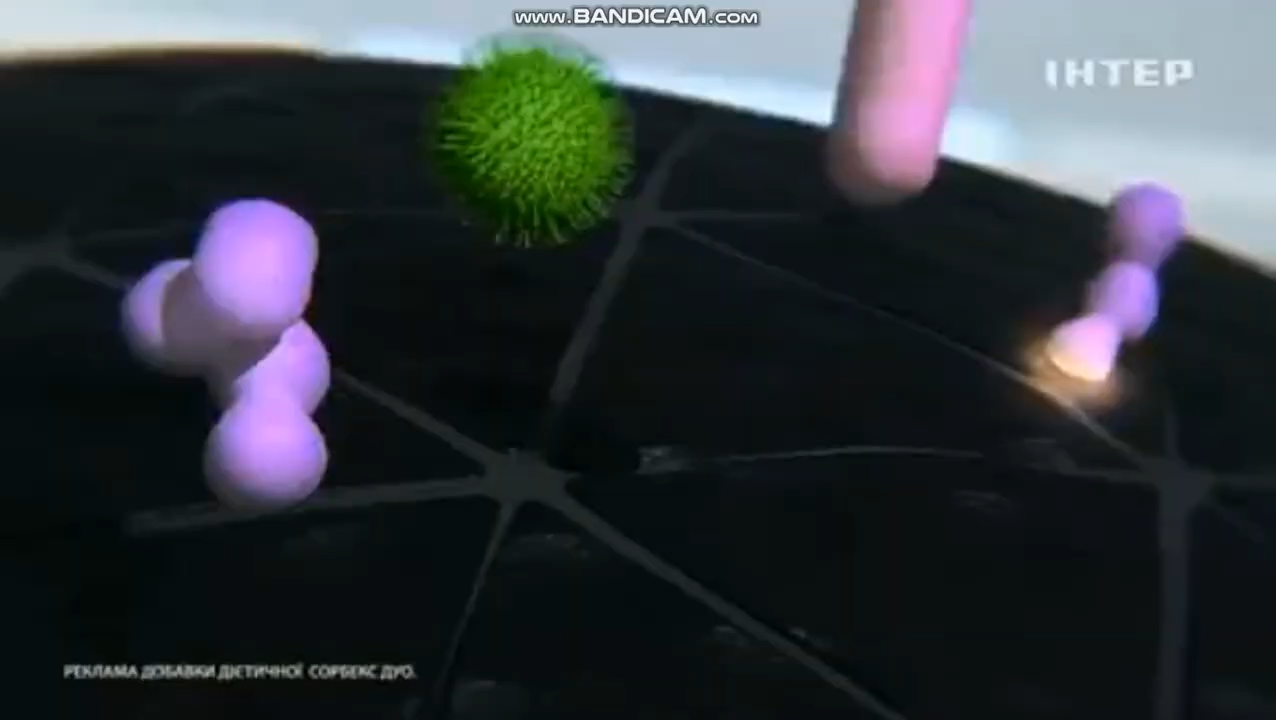 www.BANDICAM.com
ІНТЕР
РЕКЛАМА ДОБАВКИ ДІЄТИЧНОЇ СОРБЕКС ДУО.